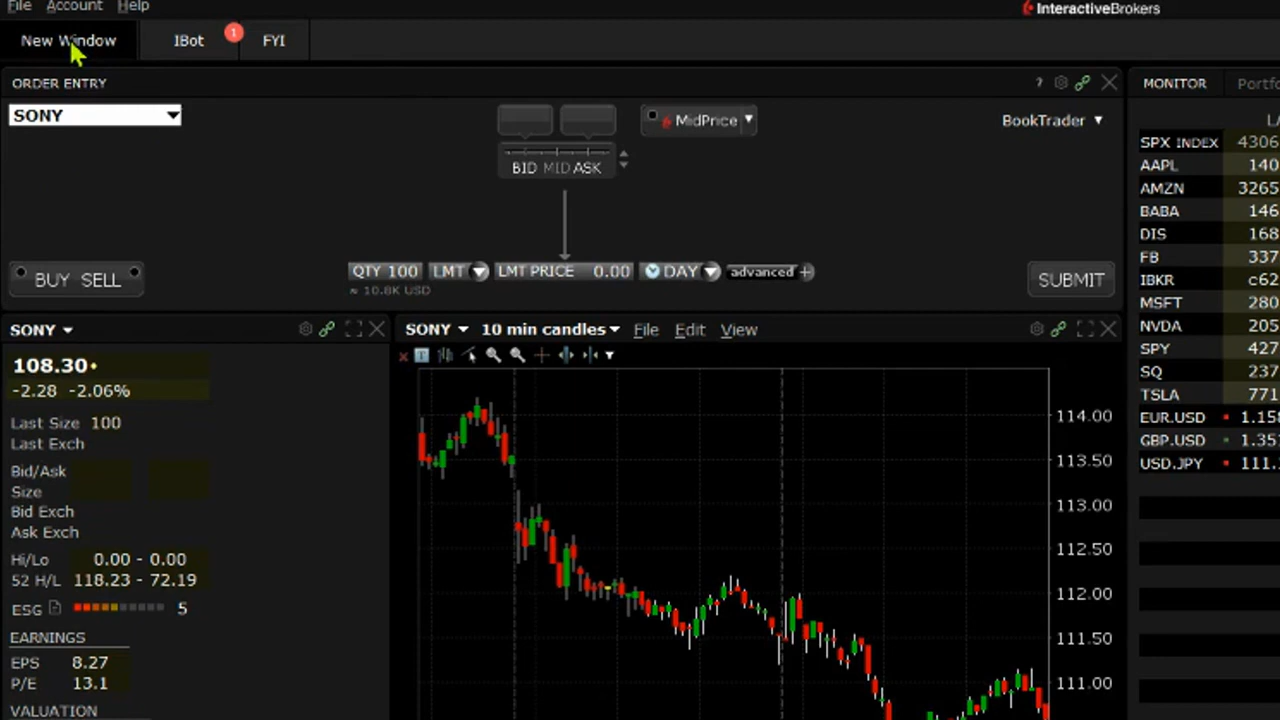 File Account Help
InteractiveBrokers
New Window IBot 1 FYI
ORDER ENTRY ?
SONY
MidPrice
BookTrader
BID MID ASK
BUY SELL
QTY 100 LMT LMT PRICE 0.00 DAY advanced +
≈ 10.8K USD
SUBMIT
SONY
108.30
-2.28 -2.06%
Last Size 100
Last Exch
Bid/Ask
Size
Bid Exch
Ask Exch
Hi/Lo 0.00 - 0.00
52 H/L 118.23 - 72.19
ESG 5
EARNINGS
EPS 8.27
P/E 13.1
VALUATION
SONY 10 min candles File Edit View
114.00
113.50
113.00
112.50
112.00
111.50
111.00
MONITOR Portfo
SPX INDEX 4306
AAPL 140
AMZN 3265
BABA 146
DIS 168
FB 337
IBKR c62
MSFT 280
NVDA 205
SPY 427
SQ 237
TSLA 771
EUR.USD 1.15
GBP.USD 1.35
USD.JPY 111.